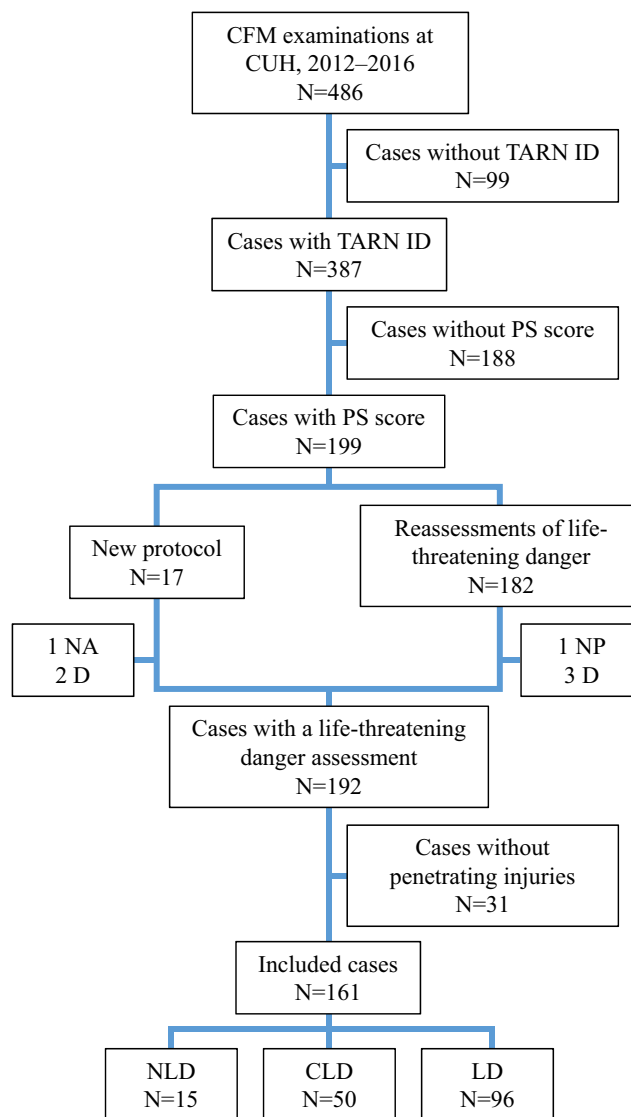 CFM examinations at
CUH, 2012–2016
N=486
Cases without TARN ID
N=99
Cases with TARN ID
N=387
Cases without PS score
N=188
Cases with PS score
N=199
New protocol
N=17
Reassessments of life-
threatening danger
N=182
1 NA
2 D
1 NP
3 D
Cases with a life-threatening
danger assessment
N=192
Cases without
penetrating injuries
N=31
Included cases
N=161
NLD
N=15
CLD
N=50
LD
N=96